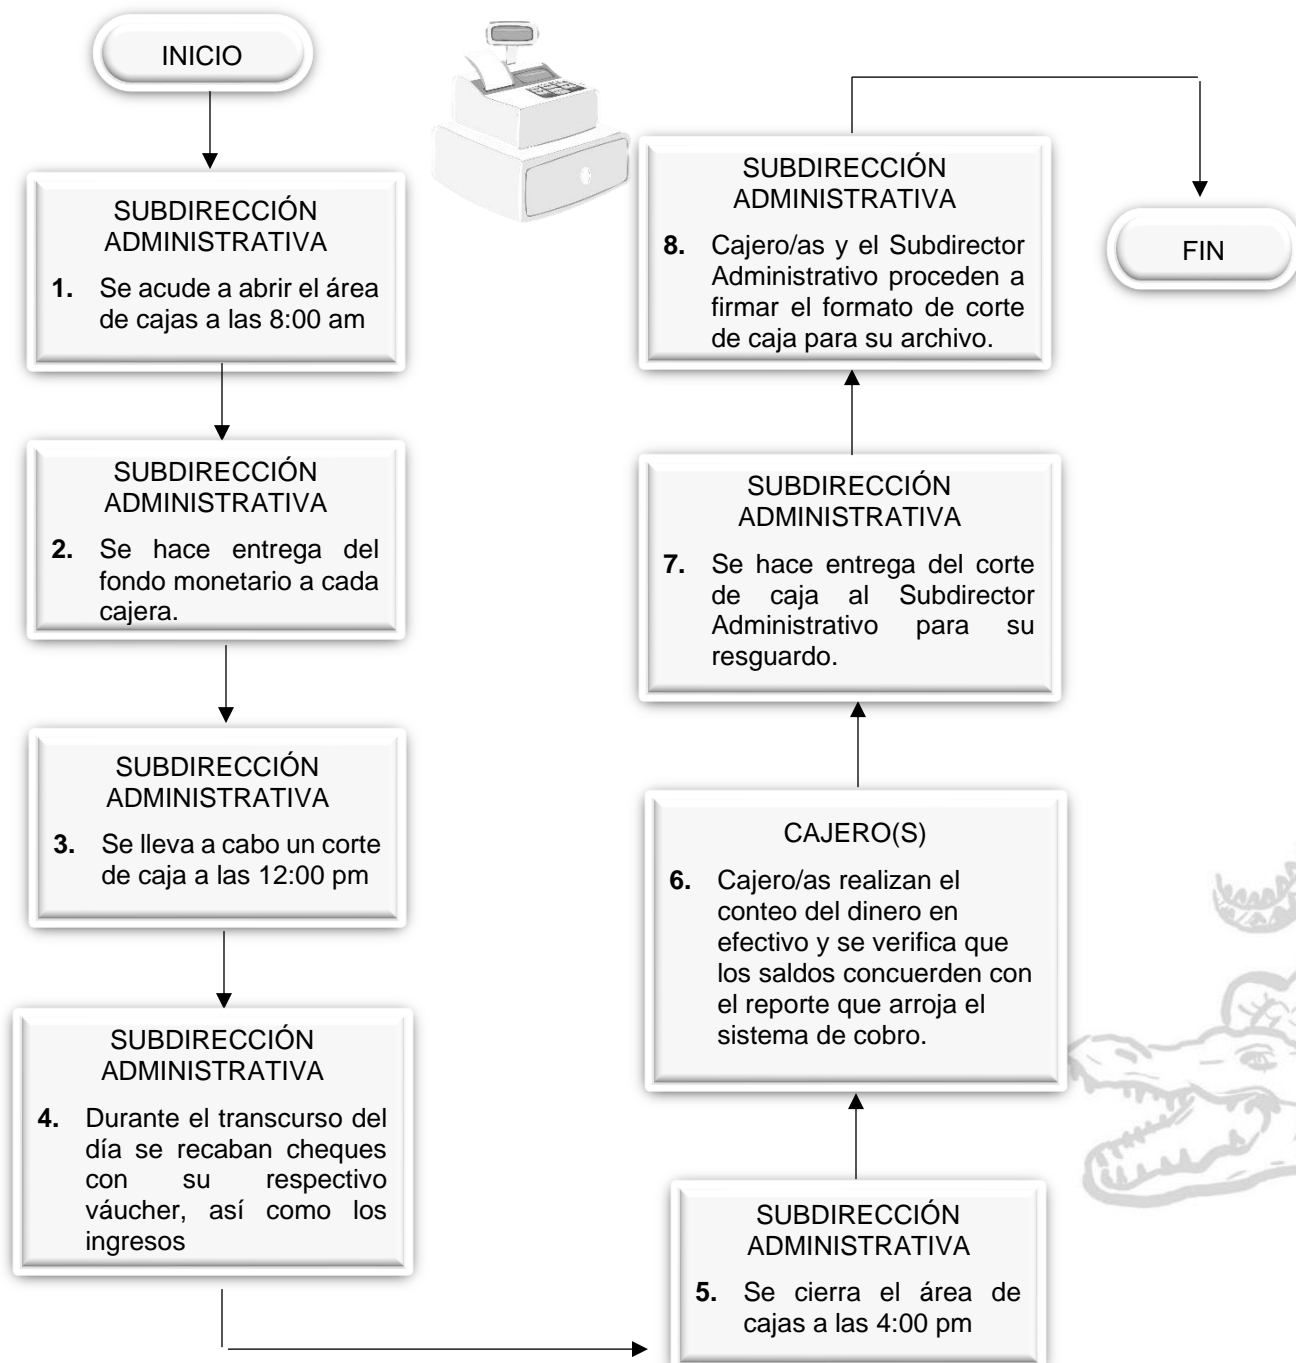 INICIO
SUBDIRECCIÓN
ADMINISTRATIVA
1. Se acude a abrir el área
de cajas a las 8:00 am
SUBDIRECCIÓN
ADMINISTRATIVA
2. Se hace entrega del
fondo monetario a cada
cajera.
SUBDIRECCIÓN
ADMINISTRATIVA
3. Se lleva a cabo un corte
de caja a las 12:00 pm
SUBDIRECCIÓN
ADMINISTRATIVA
4. Durante el transcurso del
día se recaban cheques
con su respectivo
váucher, así como los
ingresos
SUBDIRECCIÓN
ADMINISTRATIVA
5. Se cierra el área de
cajas a las 4:00 pm
CAJERO(S)
6. Cajero/as realizan el
conteo del dinero en
efectivo y se verifica que
los saldos concuerden con
el reporte que arroja el
sistema de cobro.
SUBDIRECCIÓN
ADMINISTRATIVA
7. Se hace entrega del corte
de caja al Subdirector
Administrativo para su
resguardo.
SUBDIRECCIÓN
ADMINISTRATIVA
8. Cajero/as y el Subdirector
Administrativo proceden a
firmar el formato de corte
de caja para su archivo.
FIN